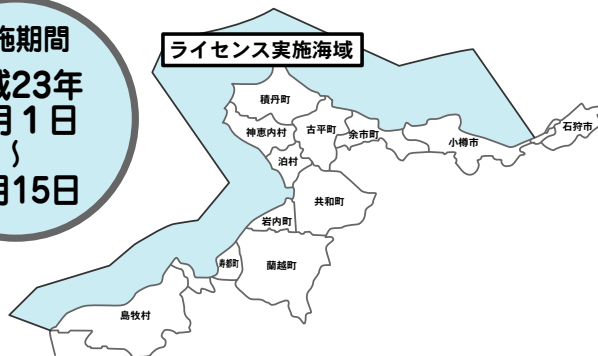 施期間
成23年
月１日
～
月15日
ライセンス実施海域
積丹町
神恵内村
古平町
余市町
小樽市
石狩市
泊村
共和町
岩内町
寿都町
蘭越町
島牧村